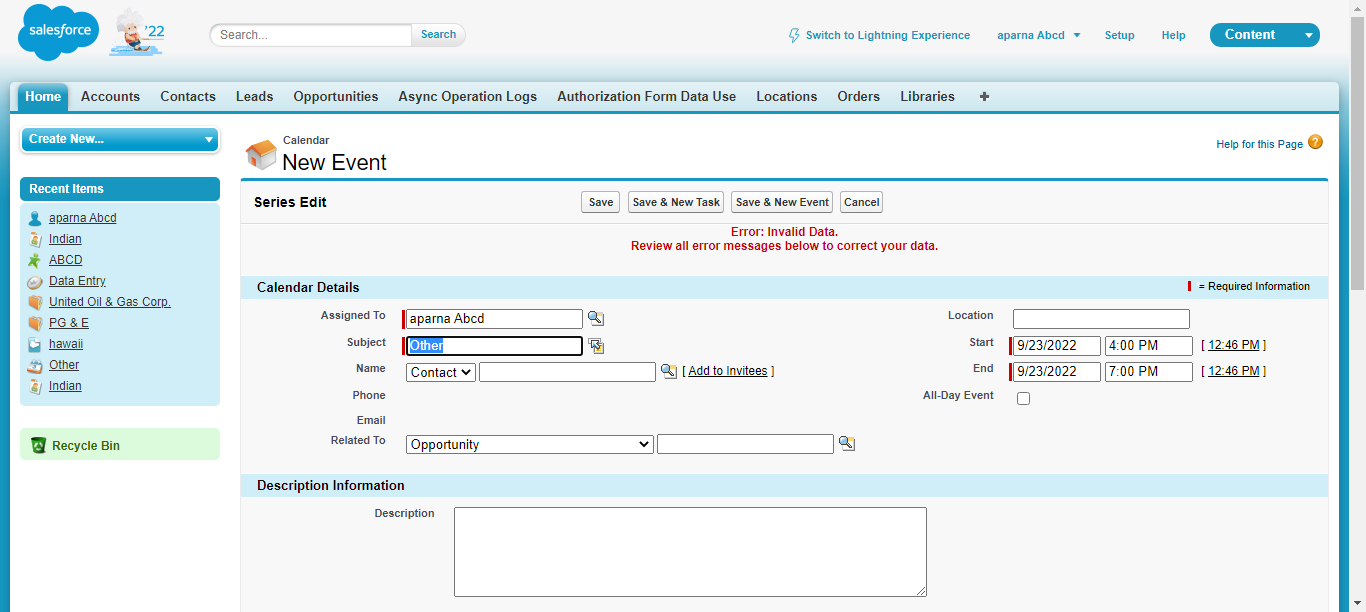 salesforce
'22
Search...
Search
Switch to Lightning Experience
aparna Abcd
Setup
Help
Content
Home
Accounts
Contacts
Leads
Opportunities
Async Operation Logs
Authorization Form Data Use
Locations
Orders
Libraries
+
Create New...
Recent Items
aparna Abcd
Indian
ABCD
Data Entry
United Oil & Gas Corp.
PG & E
hawaii
Other
Indian
Recycle Bin
Calendar
New Event
Help for this Page ?
Series Edit
Save
Save & New Task
Save & New Event
Cancel
Error: Invalid Data.
Review all error messages below to correct your data.
Calendar Details
= Required Information
Assigned To aparna Abcd
Location
Subject Other
Start 9/23/2022 4:00 PM [ 12:46 PM ]
Name Contact [ Add to Invitees ]
End 9/23/2022 7:00 PM [ 12:46 PM ]
Phone
All-Day Event
Email
Related To Opportunity
Description Information
Description